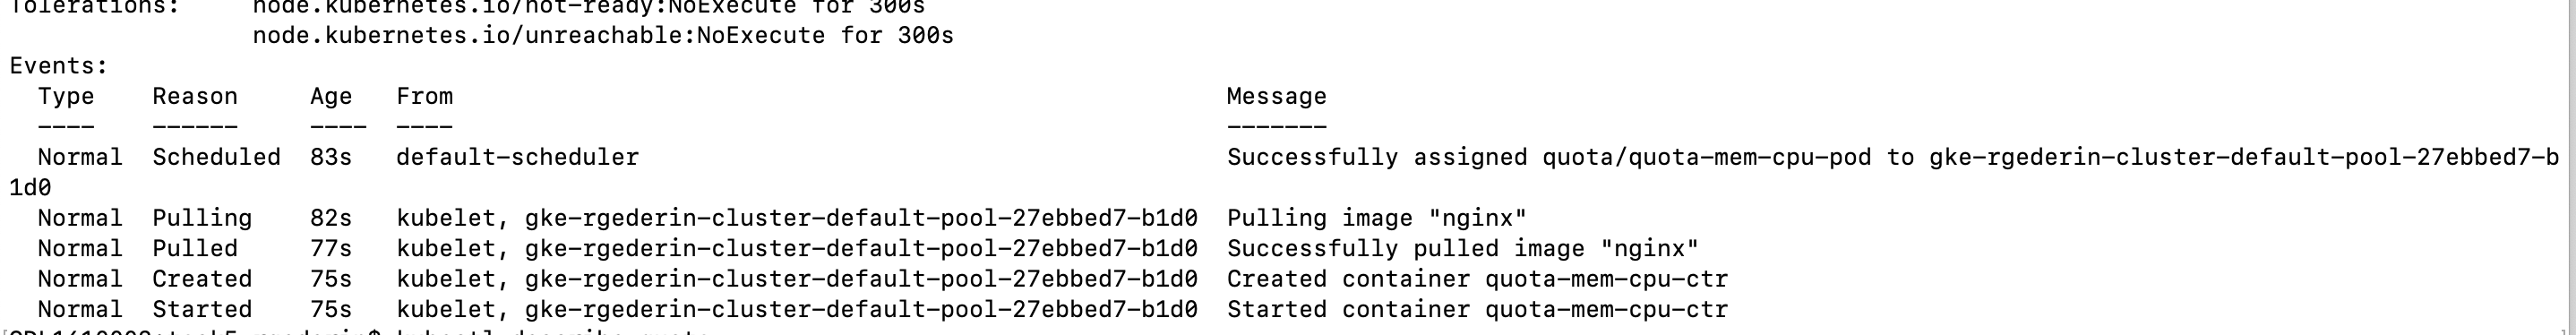 Tolerations:     node.kubernetes.io/not-ready:NoExecute for 300s
                 node.kubernetes.io/unreachable:NoExecute for 300s
Events:
  Type    Reason     Age   From                                                     Message
  ----    ------     ----  ----                                                     -------
  Normal  Scheduled  83s   default-scheduler                                        Successfully assigned quota/quota-mem-cpu-pod to gke-rgederin-cluster-default-pool-27ebbed7-b
1d0
  Normal  Pulling    82s   kubelet, gke-rgederin-cluster-default-pool-27ebbed7-b1d0  Pulling image "nginx"
  Normal  Pulled     77s   kubelet, gke-rgederin-cluster-default-pool-27ebbed7-b1d0  Successfully pulled image "nginx"
  Normal  Created    75s   kubelet, gke-rgederin-cluster-default-pool-27ebbed7-b1d0  Created container quota-mem-cpu-ctr
  Normal  Started    75s   kubelet, gke-rgederin-cluster-default-pool-27ebbed7-b1d0  Started container quota-mem-cpu-ctr
kubectl describe quota